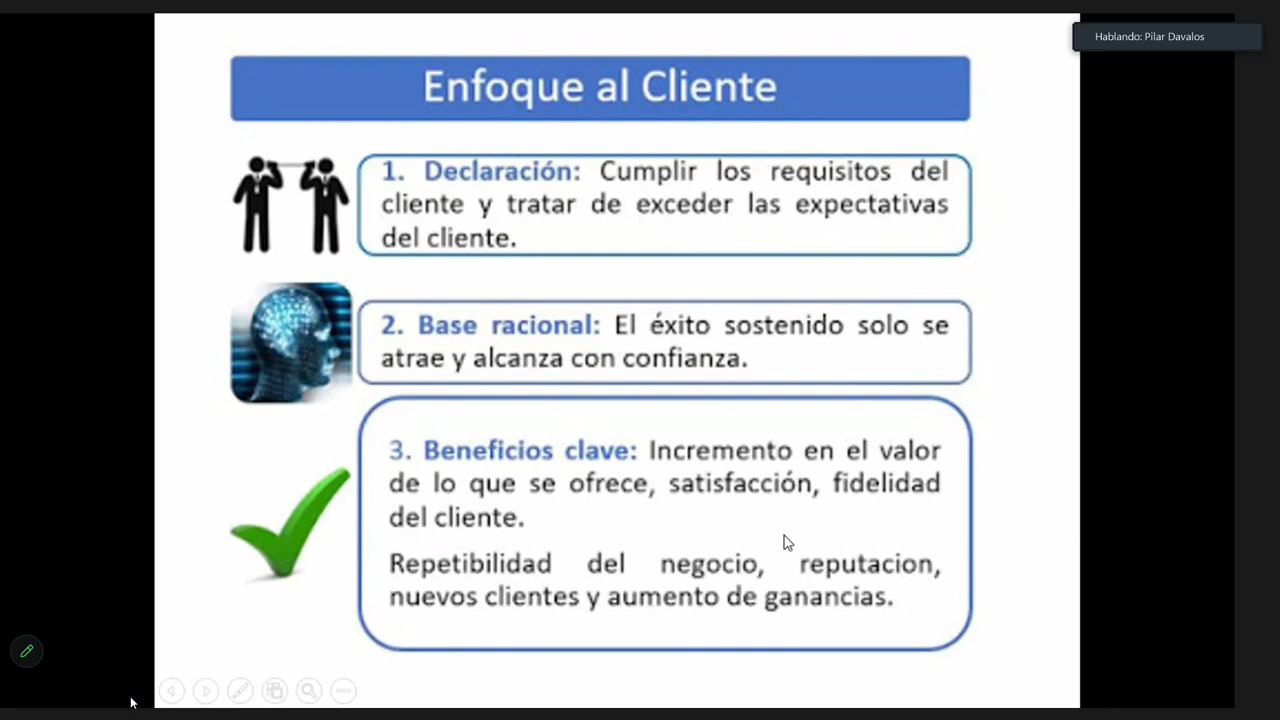 Hablando: Pilar Davalos
Enfoque al Cliente
1. Declaración: Cumplir los requisitos del
cliente y tratar de exceder las expectativas
del cliente.
2. Base racional: El éxito sostenido solo se
atrae y alcanza con confianza.
3. Beneficios clave: Incremento en el valor
de lo que se ofrece, satisfacción, fidelidad
del cliente.
Repetibilidad del negocio, reputacion,
nuevos clientes y aumento de ganancias.